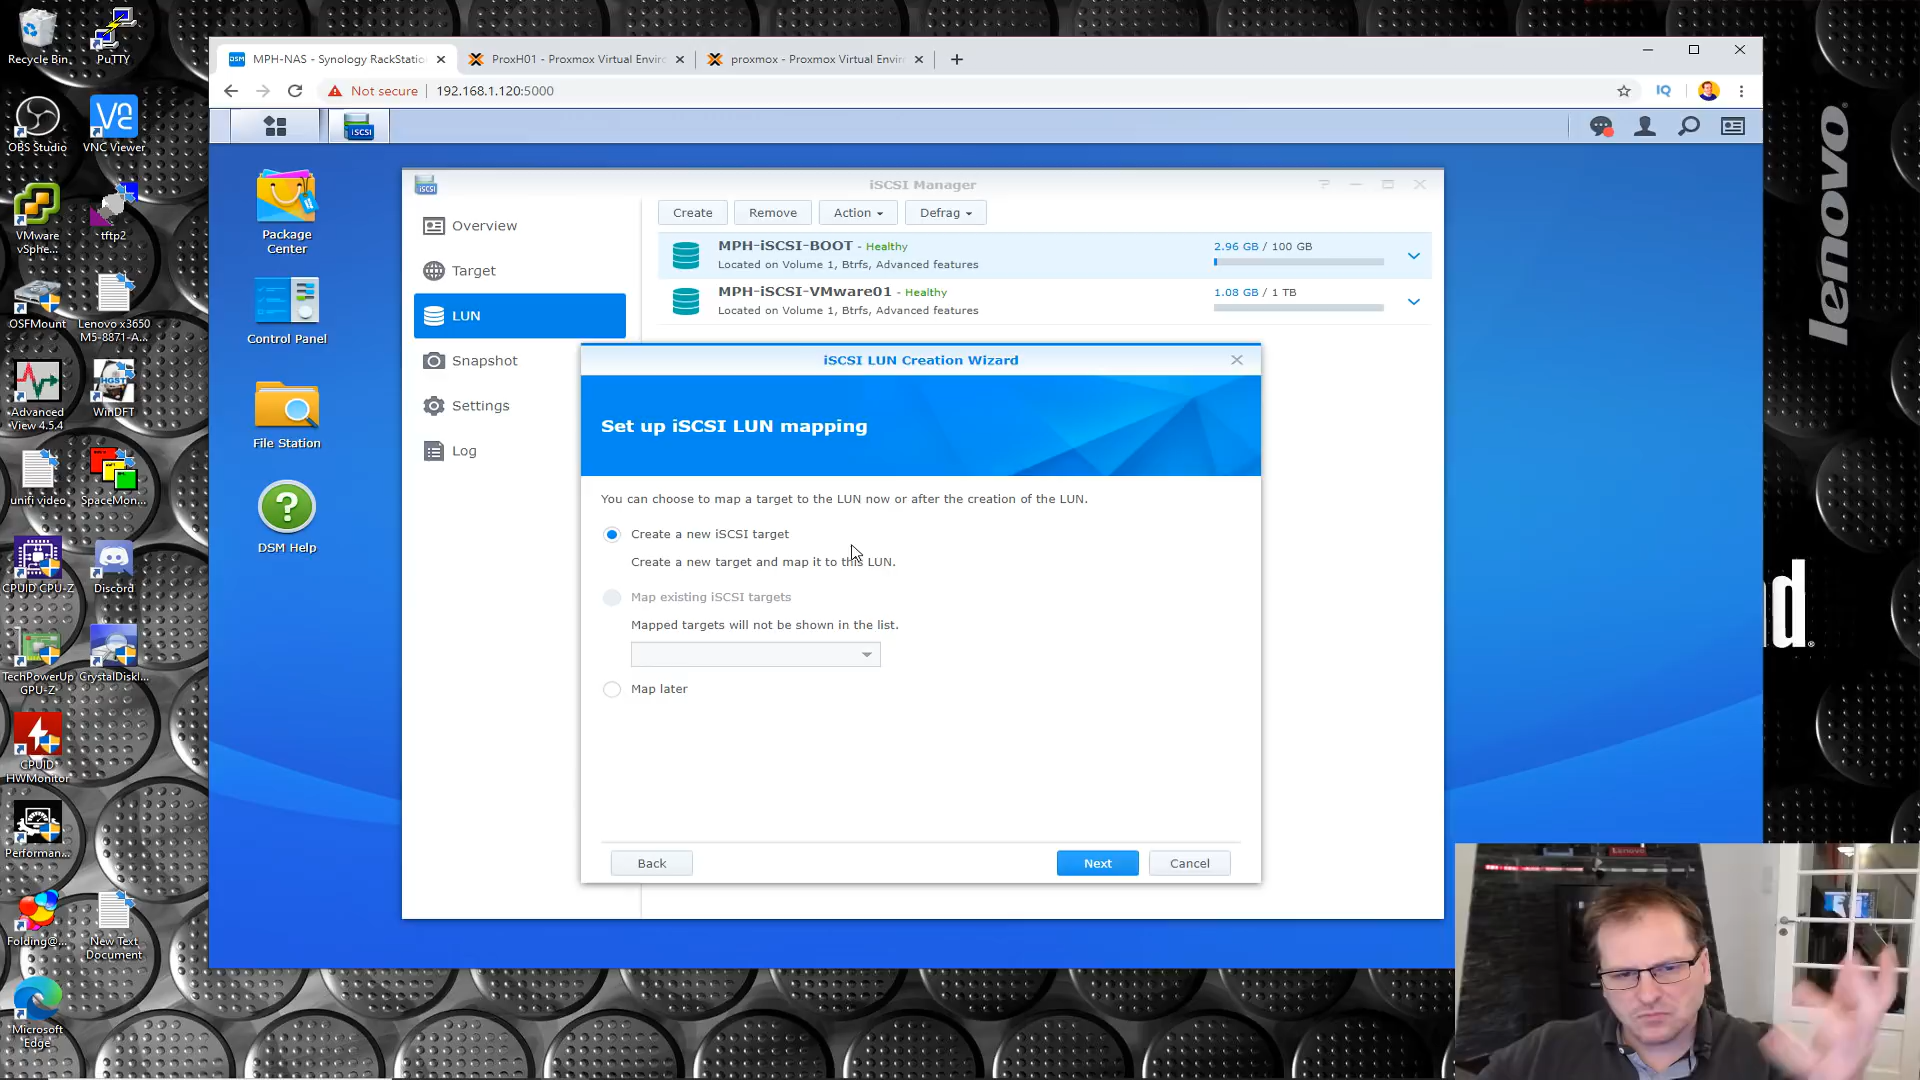 Recycle Bin
PuTTY
OBS Studio
VNC Viewer
VMware vSphe...
tftp2
OSFMount
Lenovo x3650 M5-8871-A...
Advanced View 4.5.4
HGST
WinDFT
unifi video
SpaceMon...
CPUID CPU-Z
Discord
TechPowerUp GPU-Z
CrystalDiskI...
CPUID HWMonitor
Performan...
Folding@...
New Text Document
Microsoft Edge
DSM
MPH-NAS - Synology RackStatio
ProxH01 - Proxmox Virtual Enviro
proxmox - Proxmox Virtual Envir
Not secure
192.168.1.120:5000
IQ
iSCSI
Package Center
Control Panel
File Station
DSM Help
iSCSI
iSCSI Manager
Overview
Target
LUN
Snapshot
Settings
Log
Create
Remove
Action
Defrag
MPH-iSCSI-BOOT - Healthy
2.96 GB / 100 GB
Located on Volume 1, Btrfs, Advanced features
MPH-iSCSI-VMware01 - Healthy
1.08 GB / 1 TB
Located on Volume 1, Btrfs, Advanced features
iSCSI LUN Creation Wizard
Set up iSCSI LUN mapping
You can choose to map a target to the LUN now or after the creation of the LUN.
Create a new iSCSI target
Create a new target and map it to this LUN.
Map existing iSCSI targets
Mapped targets will not be shown in the list.
Map later
Back
Next
Cancel
lenovo
Lenovo